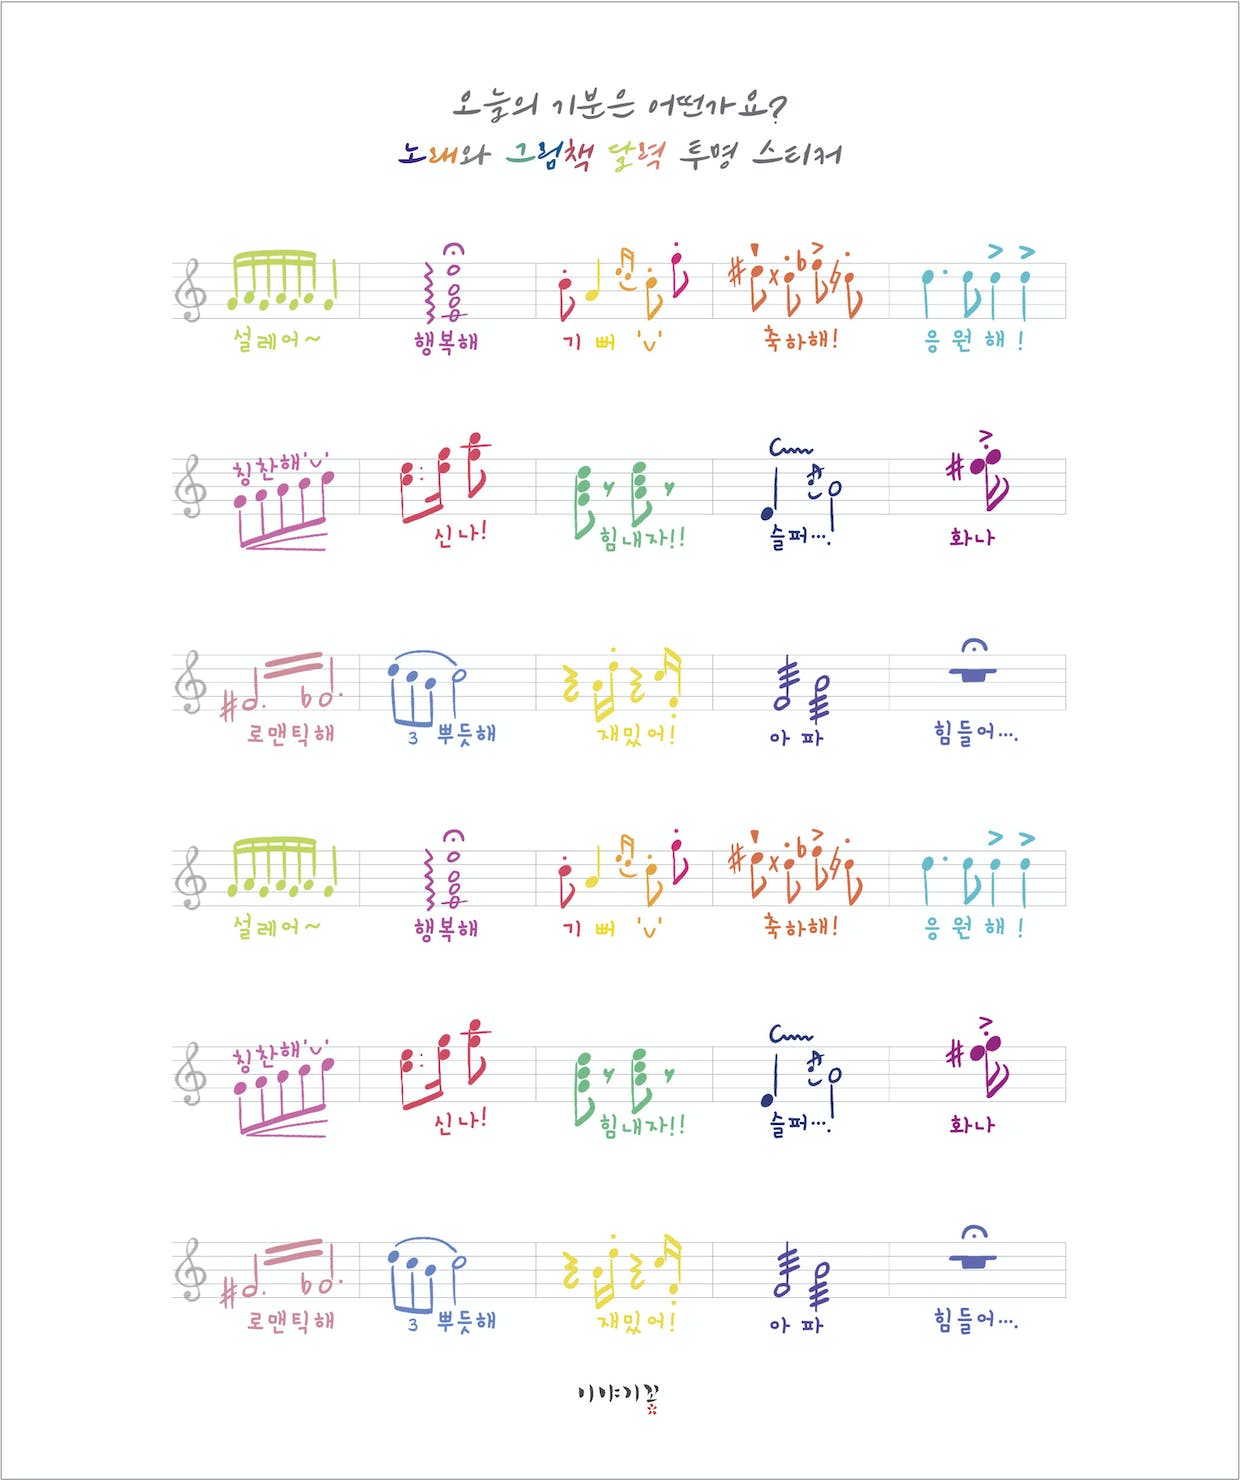 오늘의 기분은 어떤가요?
노래와 그림책 달력 투명 스티커
설레어~ 행복해 기뻐 'v' 축하해! 응원해!
칭찬해'v' 신나! 힘내자!! 슬퍼…. 화나
로맨틱해 3 뿌듯해 재밌어! 아파 힘들어….
설레어~ 행복해 기뻐 'v' 축하해! 응원해!
칭찬해'v' 신나! 힘내자!! 슬퍼…. 화나
로맨틱해 3 뿌듯해 재밌어! 아파 힘들어….
이야기꽃